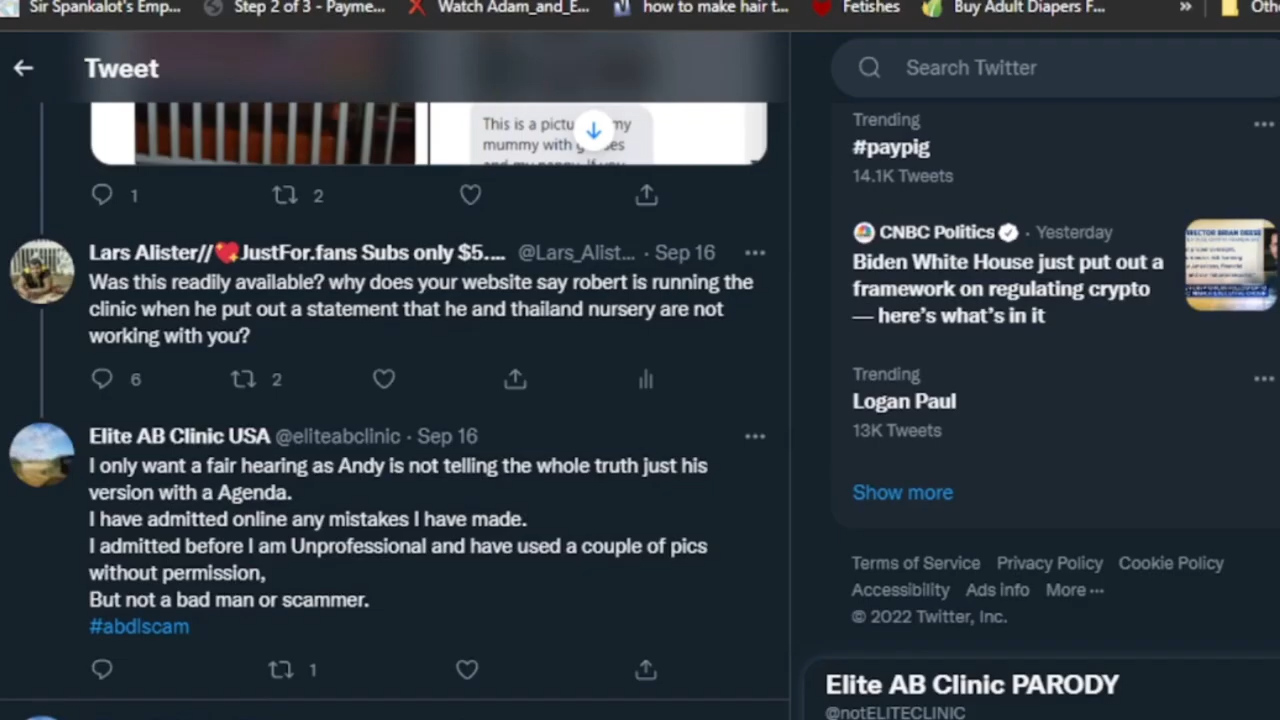 Sir Spankalot's Emp...
Step 2 of 3 - Payme...
Watch Adam_and_E...
how to make hair t...
Fetishes
Buy Adult Diapers F...
»
Tweet
Search Twitter
This is a pictu my
mummy with g es
Trending
#paypig
14.1K Tweets
1
2
Lars Alister//💖JustFor.fans Subs only $5.... @Lars_Alist... · Sep 16
Was this readily available? why does your website say robert is running the
clinic when he put out a statement that he and thailand nursery are not
working with you?
6
2
CNBC Politics · Yesterday
Biden White House just put out a
framework on regulating crypto
— here's what's in it
Trending
Logan Paul
13K Tweets
Show more
Elite AB Clinic USA @eliteabclinic · Sep 16
I only want a fair hearing as Andy is not telling the whole truth just his
version with a Agenda.
I have admitted online any mistakes I have made.
I admitted before I am Unprofessional and have used a couple of pics
without permission,
But not a bad man or scammer.
#abdlscam
1
Terms of Service Privacy Policy Cookie Policy
Accessibility Ads info More ···
© 2022 Twitter, Inc.
Elite AB Clinic PARODY
@notELITECLINIC